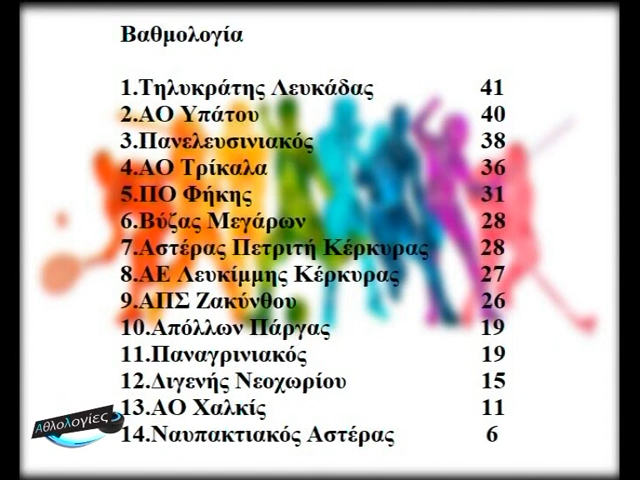 Βαθμολογία
1.Τηλυκράτης Λευκάδας 41
2.ΑΟ Υπάτου 40
3.Πανελευσινιακός 38
4.ΑΟ Τρίκαλα 36
5.ΠΟ Φήκης 31
6.Βύζας Μεγάρων 28
7.Αστέρας Πετριτή Κέρκυρας 28
8.ΑΕ Λευκίμμης Κέρκυρας 27
9.ΑΠΣ Ζακύνθου 26
10.Απόλλων Πάργας 19
11.Παναγρινιακός 19
12.Διγενής Νεοχωρίου 15
13.ΑΟ Χαλκίς 11
14.Ναυπακτιακός Αστέρας 6
Αθλολογίες